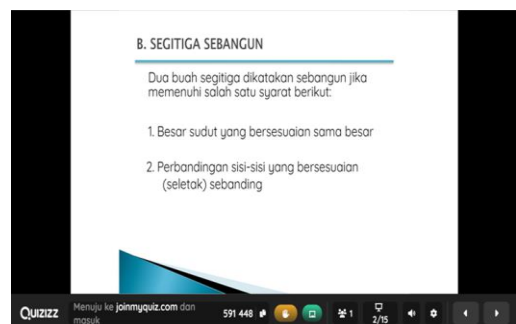 B. SEGITIGA SEBANGUN
Dua buah segitiga dikatakan sebangun jika
memenuhi salah satu syarat berikut:
1. Besar sudut yang bersesuaian sama besar
2. Perbandingan sisi-sisi yang bersesuaian
(seletak) sebanding
QUIZIZZ
Menuju ke joinmyquiz.com dan
masuk
591 448
1
2/15